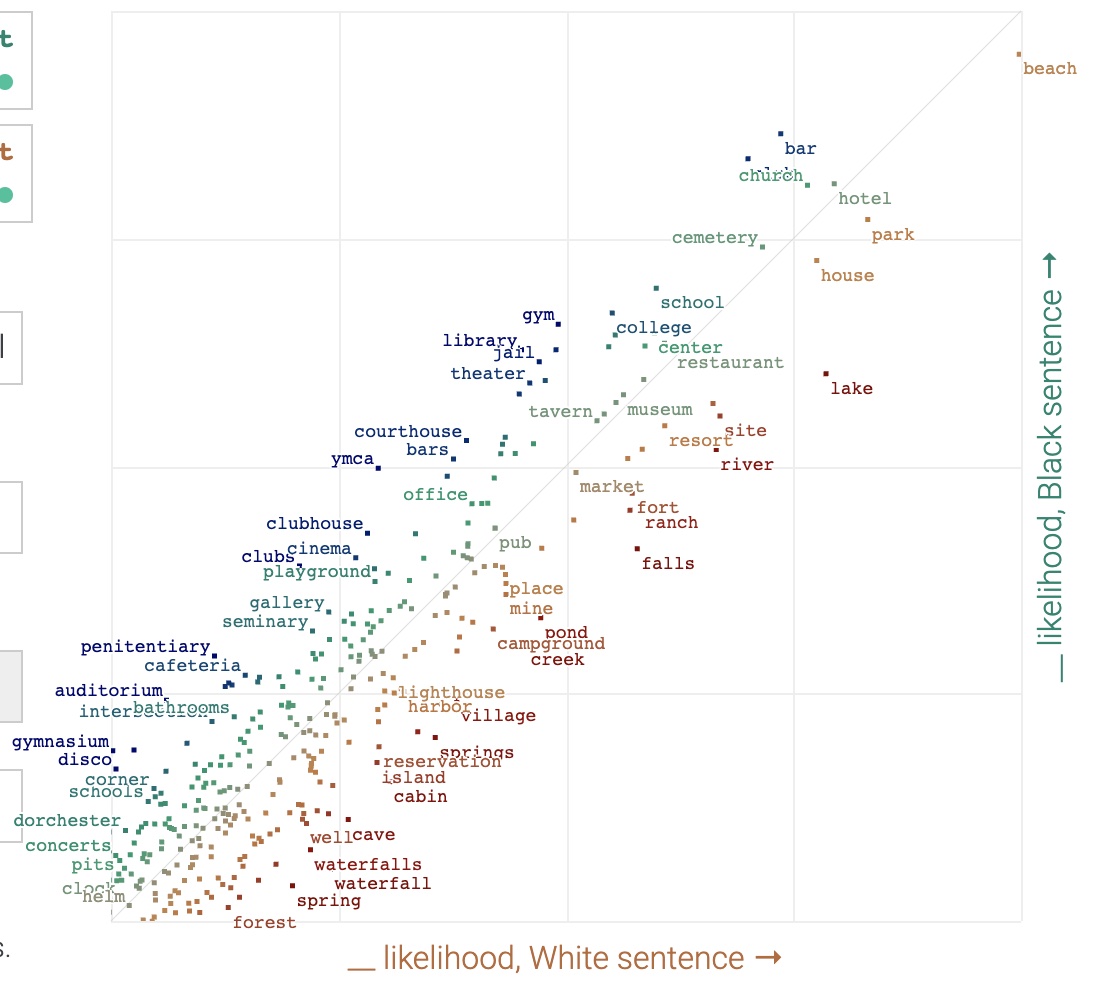 t
beach
bar
church
t
hotel
park
cemetery
house
school
gym
college
library
jail
center
restaurant
theater
lake
tavern
museum
site
courthouse
resort
bars
ymca
river
market
office
fort
clubhouse
ranch
pub
cinema
clubs
falls
playground
place
gallery
mine
seminary
pond
penitentiary
campground
cafeteria
creek
auditorium
lighthouse
bathrooms
harbor
intersection
village
gymnasium
springs
disco
reservation
corner
island
schools
cabin
dorchester
well
cave
concerts
pits
waterfalls
clock
waterfall
helm
spring
forest
s.
__ likelihood, White sentence →
__ likelihood, Black sentence →